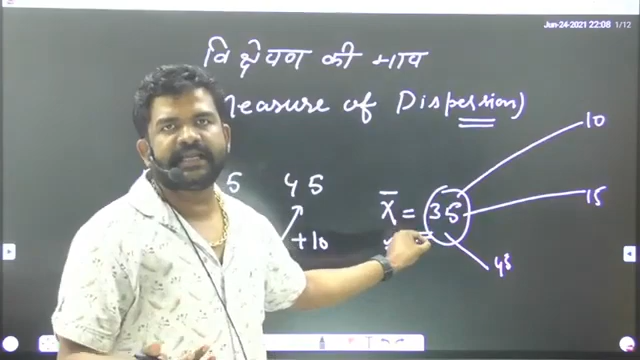 Jun-24-2021 22:08 1/12
विक्षेपण की माप
Measure of Dispersion)
10
5 45
X̄ = 35
15
+10
45